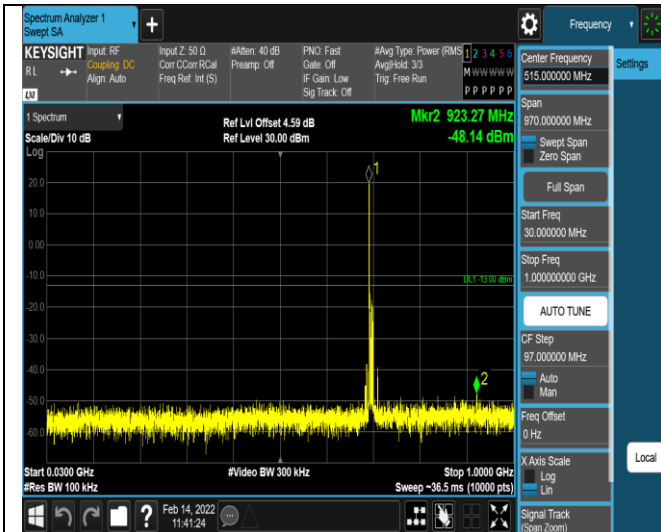 Spectrum Analyzer 1
Swept SA
+
Frequency
KEYSIGHT
R L
LXI
Input: RF
Coupling: DC
Align: Auto
Input Z: 50 Ω
Corr CCorr RCal
Freq Ref: Int (S)
#Atten: 40 dB
Preamp: Off
PNO: Fast
Gate: Off
IF Gain: Low
Sig Track: Off
#Avg Type: Power (RMS
Avg|Hold: 3/3
Trig: Free Run
1 2 3 4 5 6
M W W W W W
P P P P P P
Center Frequency
515.000000 MHz
Settings
Span
970.000000 MHz
Swept Span
Zero Span
Full Span
Start Freq
30.000000 MHz
Stop Freq
1.000000000 GHz
AUTO TUNE
CF Step
97.000000 MHz
Auto
Man
Freq Offset
0 Hz
X Axis Scale
Log
Lin
Local
Signal Track
(Span Zoom)
1 Spectrum
Scale/Div 10 dB
Log
Ref Lvl Offset 4.59 dB
Ref Level 30.00 dBm
Mkr2 923.27 MHz
-48.14 dBm
1
20.0
10.0
0.00
-10.0
DL1 -13.00 dBm
-20.0
-30.0
-40.0
2
-50.0
-60.0
Start 0.0300 GHz
#Res BW 100 kHz
#Video BW 300 kHz
Stop 1.0000 GHz
Sweep ~36.5 ms (10000 pts)
?
Feb 14, 2022
11:41:24